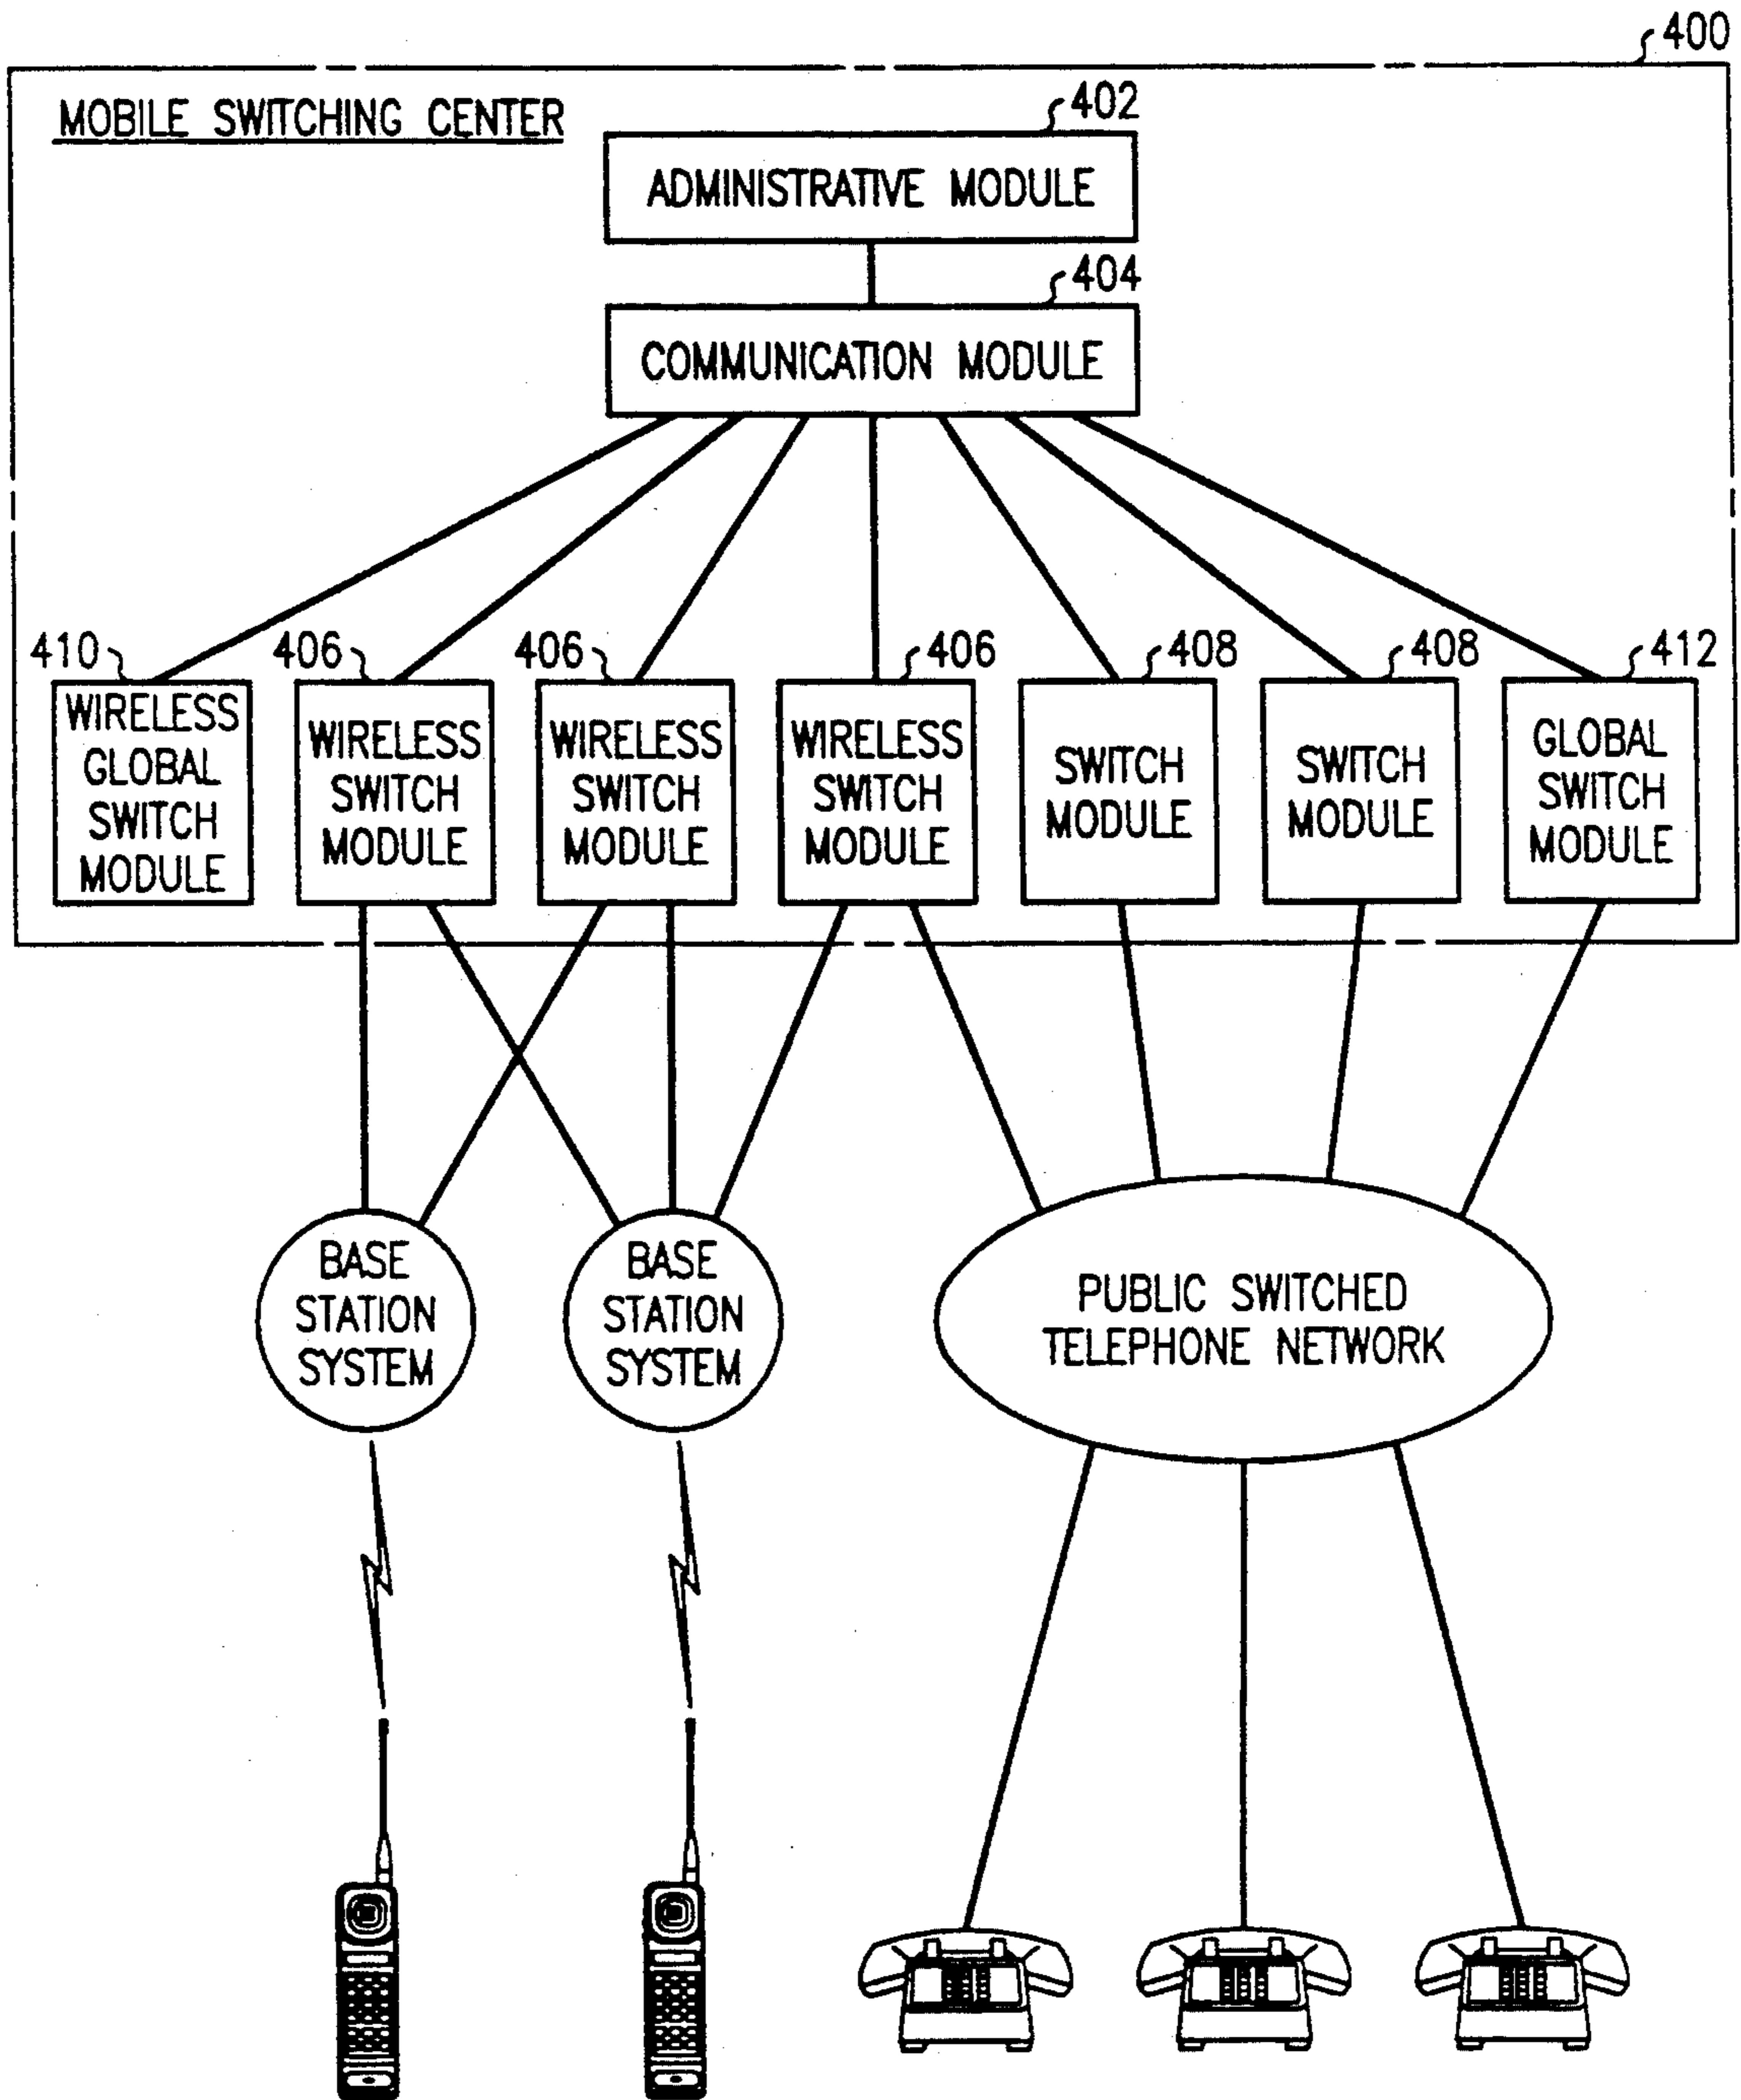 400
MOBILE SWITCHING CENTER
402
ADMINISTRATIVE MODULE
404
COMMUNICATION MODULE
410
406
406
406
408
408
412
WIRELESS
GLOBAL
SWITCH
MODULE
WIRELESS
SWITCH
MODULE
WIRELESS
SWITCH
MODULE
WIRELESS
SWITCH
MODULE
SWITCH
MODULE
SWITCH
MODULE
GLOBAL
SWITCH
MODULE
BASE
STATION
SYSTEM
BASE
STATION
SYSTEM
PUBLIC SWITCHED
TELEPHONE NETWORK